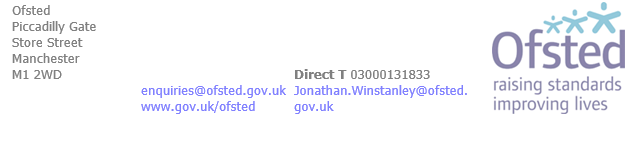 Ofsted
Piccadilly Gate
Store Street
Manchester
M1 2WD
enquiries@ofsted.gov.uk
www.gov.uk/ofsted
Direct T 03000131833
Jonathan.Winstanley@ofsted.
gov.uk
Ofsted
raising standards
improving lives